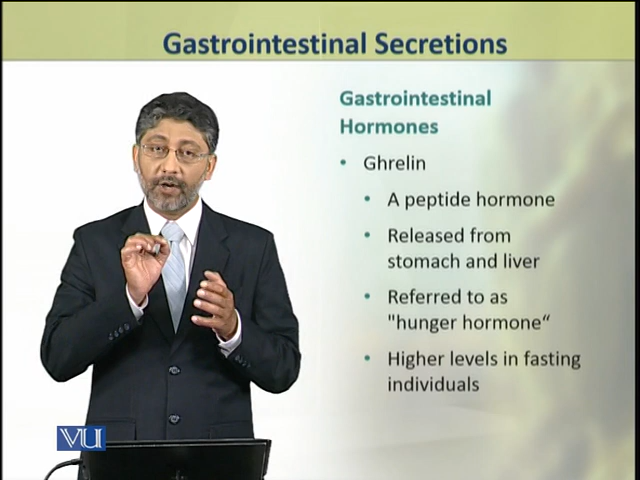 Gastrointestinal Secretions
Gastrointestinal
Hormones
• Ghrelin
• A peptide hormone
• Released from
stomach and liver
• Referred to as
"hunger hormone“
• Higher levels in fasting
individuals
VU